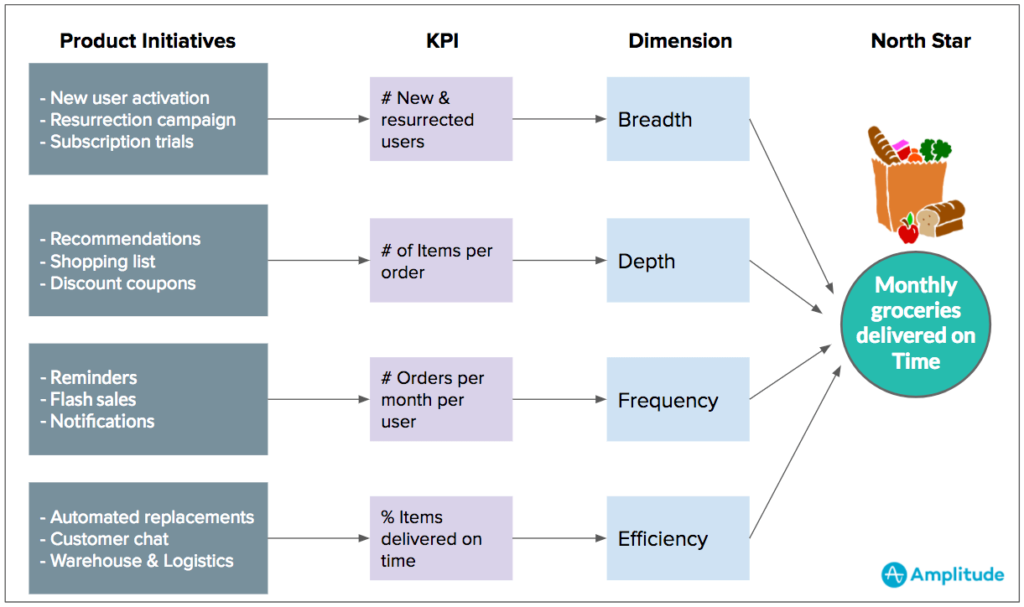 Product Initiatives
KPI
Dimension
North Star
- New user activation
- Resurrection campaign
- Subscription trials
# New &
resurrected
users
Breadth
- Recommendations
- Shopping list
- Discount coupons
# of Items per
order
Depth
Monthly
groceries
delivered on
Time
- Reminders
- Flash sales
- Notifications
# Orders per
month per
user
Frequency
- Automated replacements
- Customer chat
- Warehouse & Logistics
% Items
delivered on
time
Efficiency
Amplitude